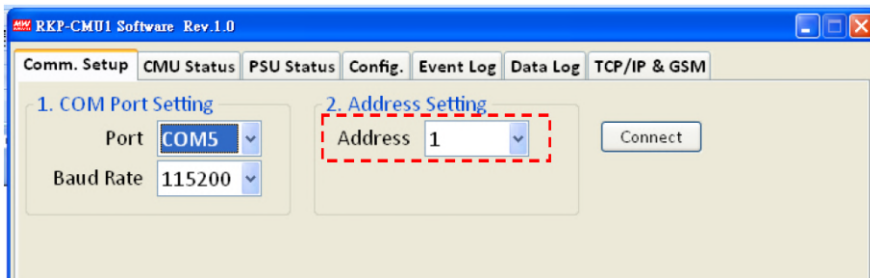 MW RKP-CMU1 Software Rev.1.0
Comm. Setup CMU Status PSU Status Config. Event Log Data Log TCP/IP & GSM
1. COM Port Setting 2. Address Setting
Port COM5 Address 1 Connect
Baud Rate 115200